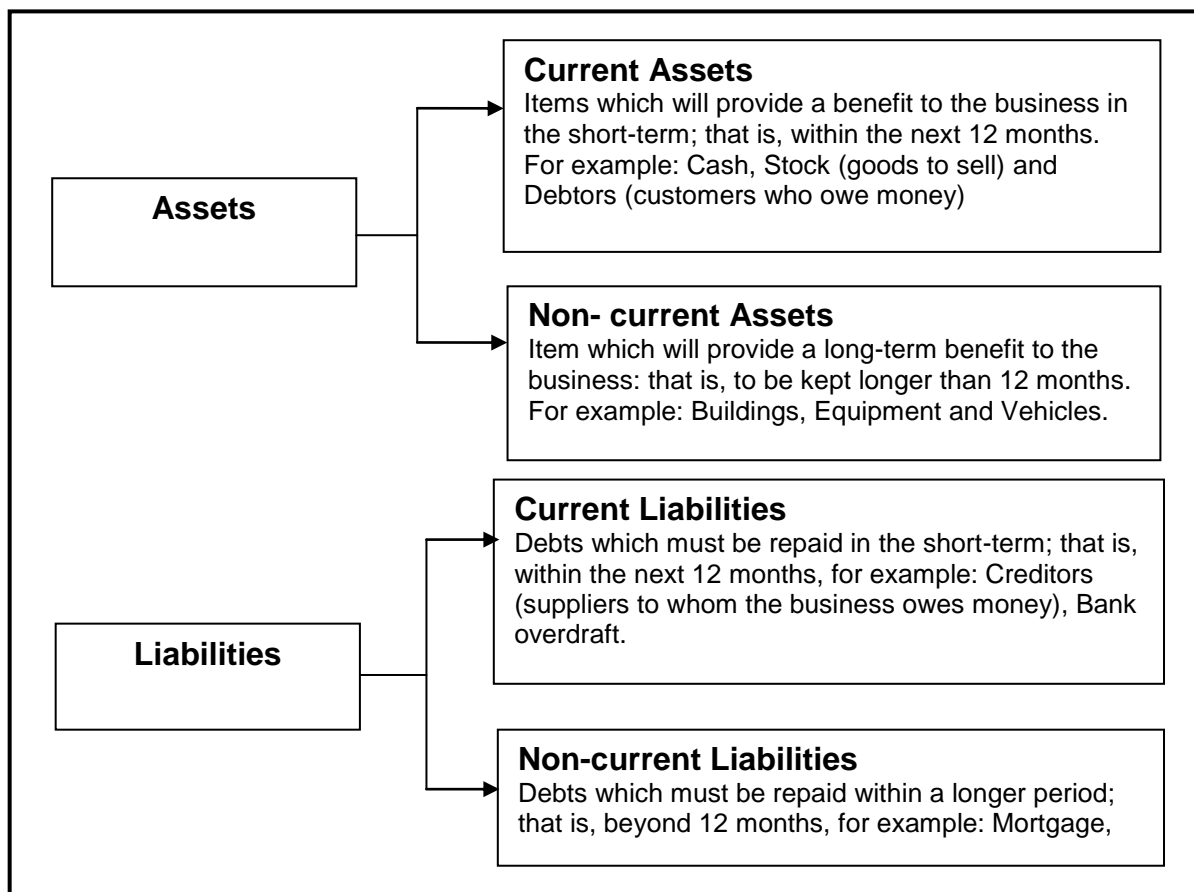 Assets
Current Assets
Items which will provide a benefit to the business in
the short-term; that is, within the next 12 months.
For example: Cash, Stock (goods to sell) and
Debtors (customers who owe money)
Non- current Assets
Item which will provide a long-term benefit to the
business: that is, to be kept longer than 12 months.
For example: Buildings, Equipment and Vehicles.
Liabilities
Current Liabilities
Debts which must be repaid in the short-term; that is,
within the next 12 months, for example: Creditors
(suppliers to whom the business owes money), Bank
overdraft.
Non-current Liabilities
Debts which must be repaid within a longer period;
that is, beyond 12 months, for example: Mortgage,